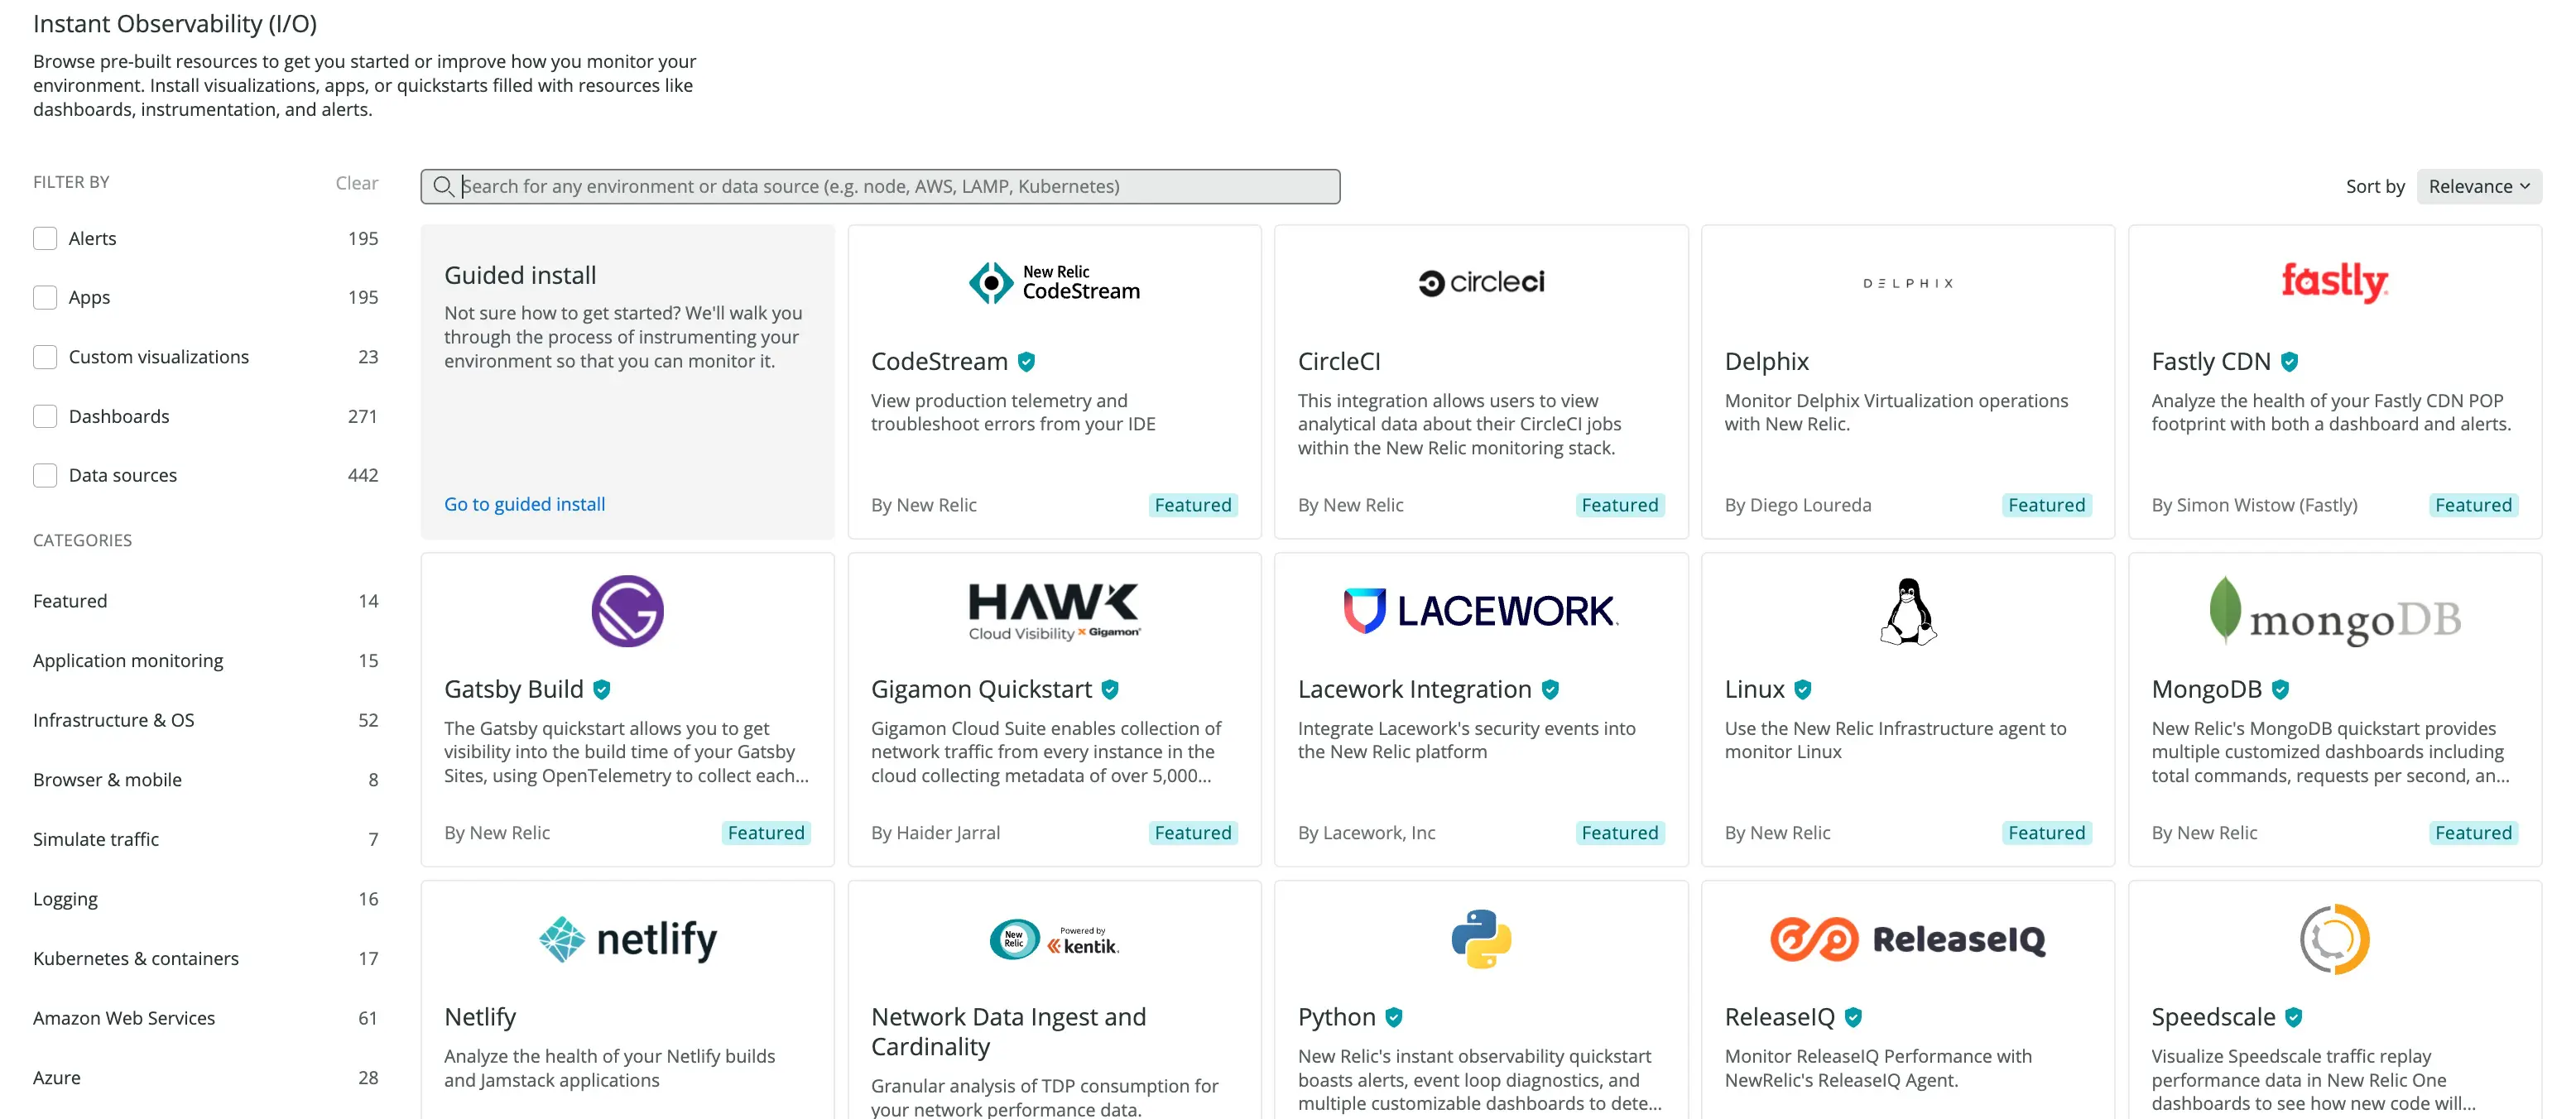 Instant Observability (I/O)
Browse pre-built resources to get you started or improve how you monitor your
environment. Install visualizations, apps, or quickstarts filled with resources like
dashboards, instrumentation, and alerts.
FILTER BY
Clear
Alerts 195
Apps 195
Custom visualizations 23
Dashboards 271
Data sources 442
CATEGORIES
Featured 14
Application monitoring 15
Infrastructure & OS 52
Browser & mobile 8
Simulate traffic 7
Logging 16
Kubernetes & containers 17
Amazon Web Services 61
Azure 28
Search for any environment or data source (e.g. node, AWS, LAMP, Kubernetes)
Sort by Relevance
Guided install
Not sure how to get started? We'll walk you
through the process of instrumenting your
environment so that you can monitor it.
Go to guided install
New Relic
CodeStream
CodeStream
View production telemetry and
troubleshoot errors from your IDE
By New Relic
Featured
circleci
CircleCI
This integration allows users to view
analytical data about their CircleCI jobs
within the New Relic monitoring stack.
By New Relic
Featured
DELPHIX
Delphix
Monitor Delphix Virtualization operations
with New Relic.
By Diego Loureda
Featured
fastly
Fastly CDN
Analyze the health of your Fastly CDN POP
footprint with both a dashboard and alerts.
By Simon Wistow (Fastly)
Featured
Gatsby Build
The Gatsby quickstart allows you to get
visibility into the build time of your Gatsby
Sites, using OpenTelemetry to collect each...
By New Relic
Featured
HAWK
Cloud Visibility x Gigamon
Gigamon Quickstart
Gigamon Cloud Suite enables collection of
network traffic from every instance in the
cloud collecting metadata of over 5,000...
By Haider Jarral
Featured
LACEWORK
Lacework Integration
Integrate Lacework's security events into
the New Relic platform
By Lacework, Inc
Featured
Linux
Use the New Relic Infrastructure agent to
monitor Linux
By New Relic
Featured
mongoDB
MongoDB
New Relic's MongoDB quickstart provides
multiple customized dashboards including
total commands, requests per second, an...
By New Relic
Featured
netlify
Netlify
Analyze the health of your Netlify builds
and Jamstack applications
New
Relic
Powered by
kentik.
Network Data Ingest and
Cardinality
Granular analysis of TDP consumption for
your network performance data.
Python
New Relic's instant observability quickstart
boasts alerts, event loop diagnostics, and
multiple customizable dashboards to dete...
ReleaseIQ
ReleaseIQ
Monitor ReleaseIQ Performance with
NewRelic's ReleaseIQ Agent.
Speedscale
Visualize Speedscale traffic replay
performance data in New Relic One
dashboards to see how new code will...